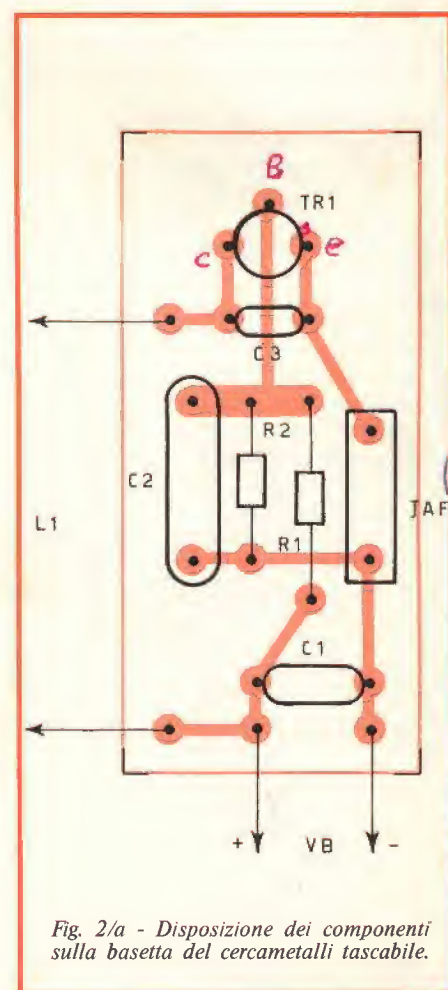 B
TR1
c
e
C3
R2
C2
L1
JAF
R1
C1
+ VB -
Fig. 2/a - Disposizione dei componenti
sulla basetta del cercametalli tascabile.